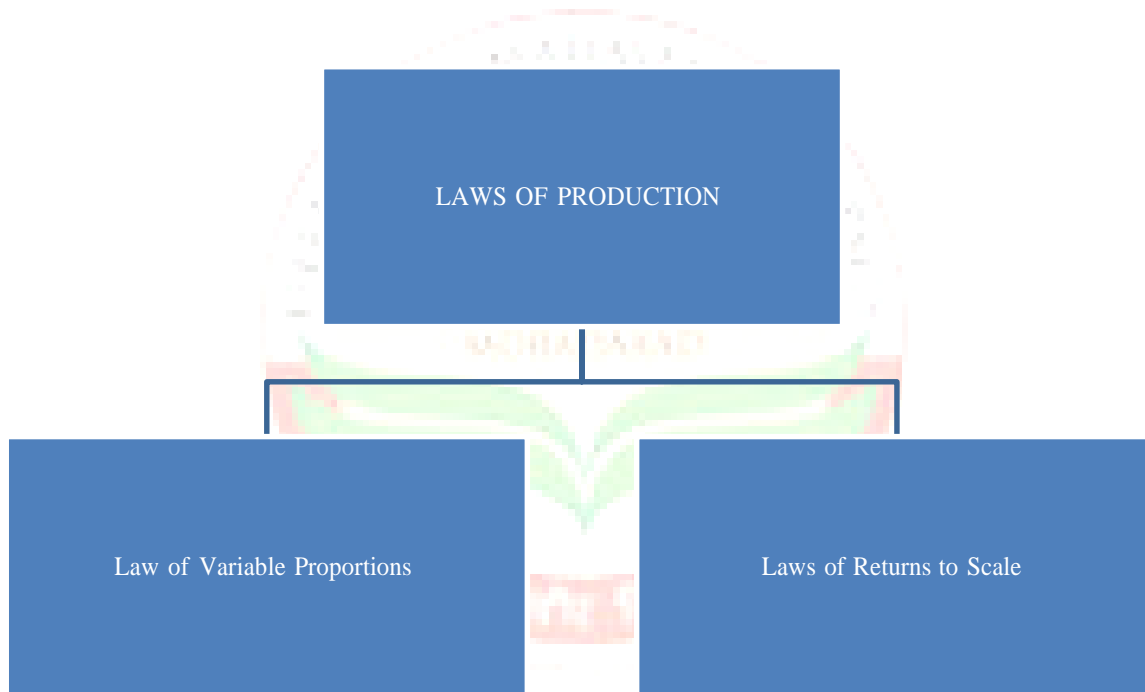 LAWS OF PRODUCTION
Law of Variable Proportions
Laws of Returns to Scale